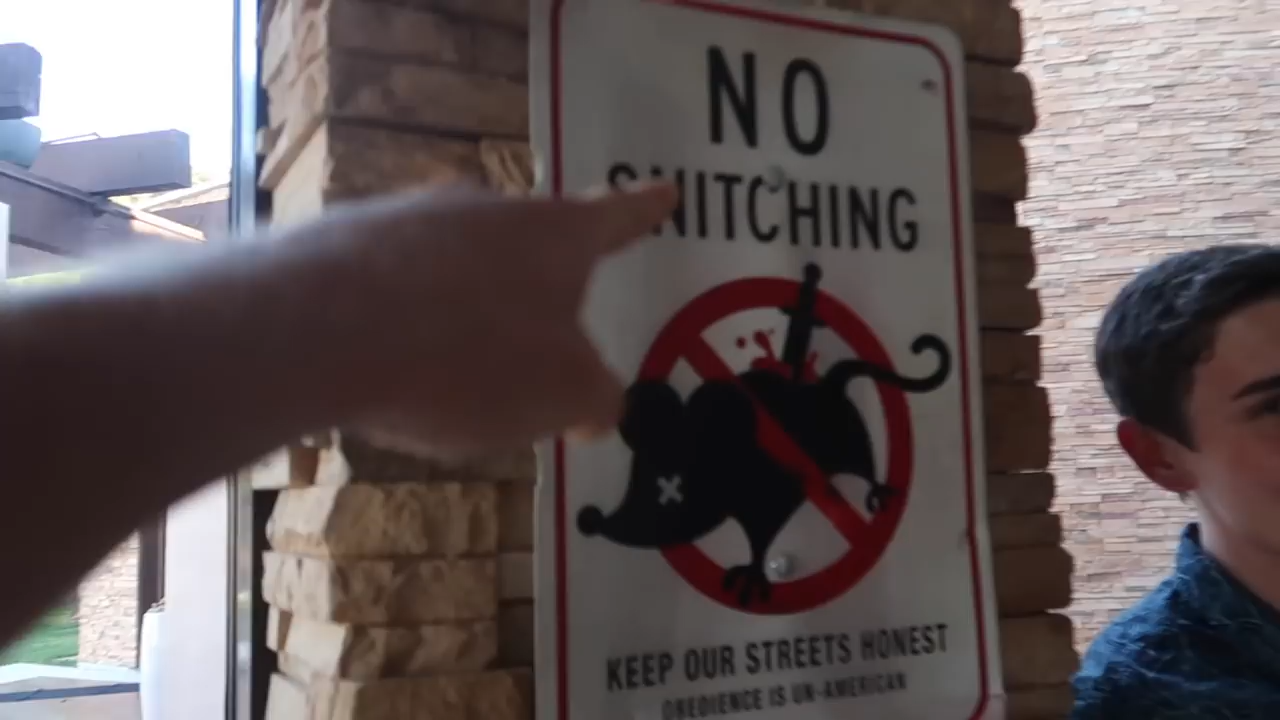 NO
SNITCHING
KEEP OUR STREETS HONEST
OBEDIENCE IS UN-AMERICAN